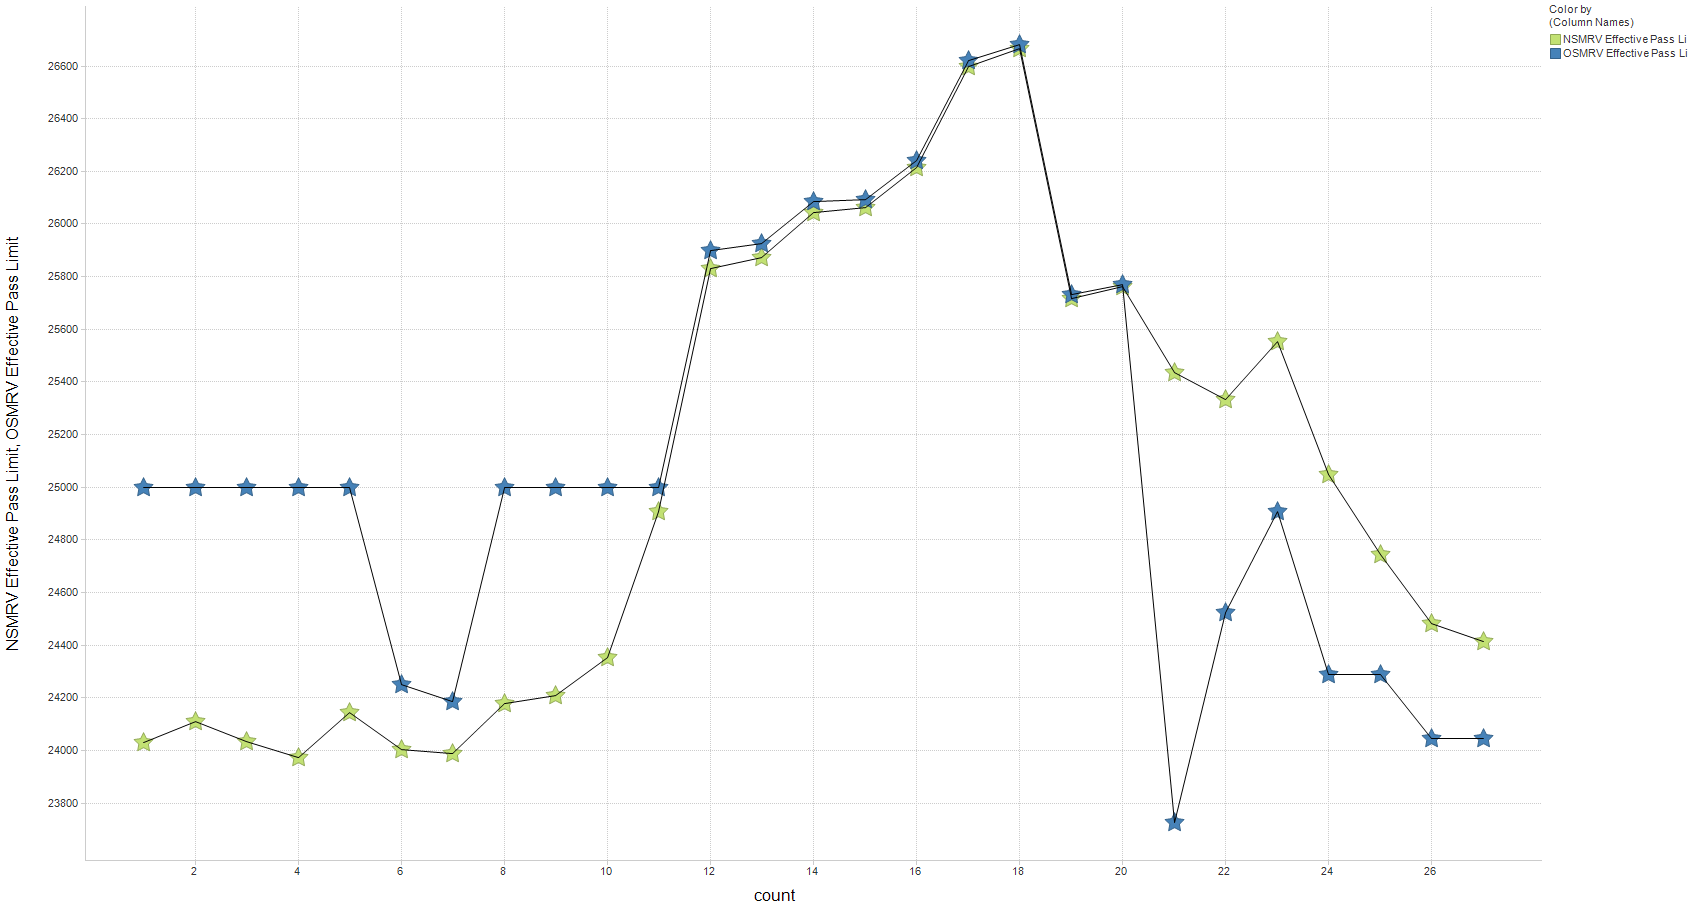 Color by
(Column Names)
NSMRV Effective Pass Li
OSMRV Effective Pass Li
NSMRV Effective Pass Limit, OSMRV Effective Pass Limit
26600
26400
26200
26000
25800
25600
25400
25200
25000
24800
24600
24400
24200
24000
23800
2 4 6 8 10 12 14 16 18 20 22 24 26
count